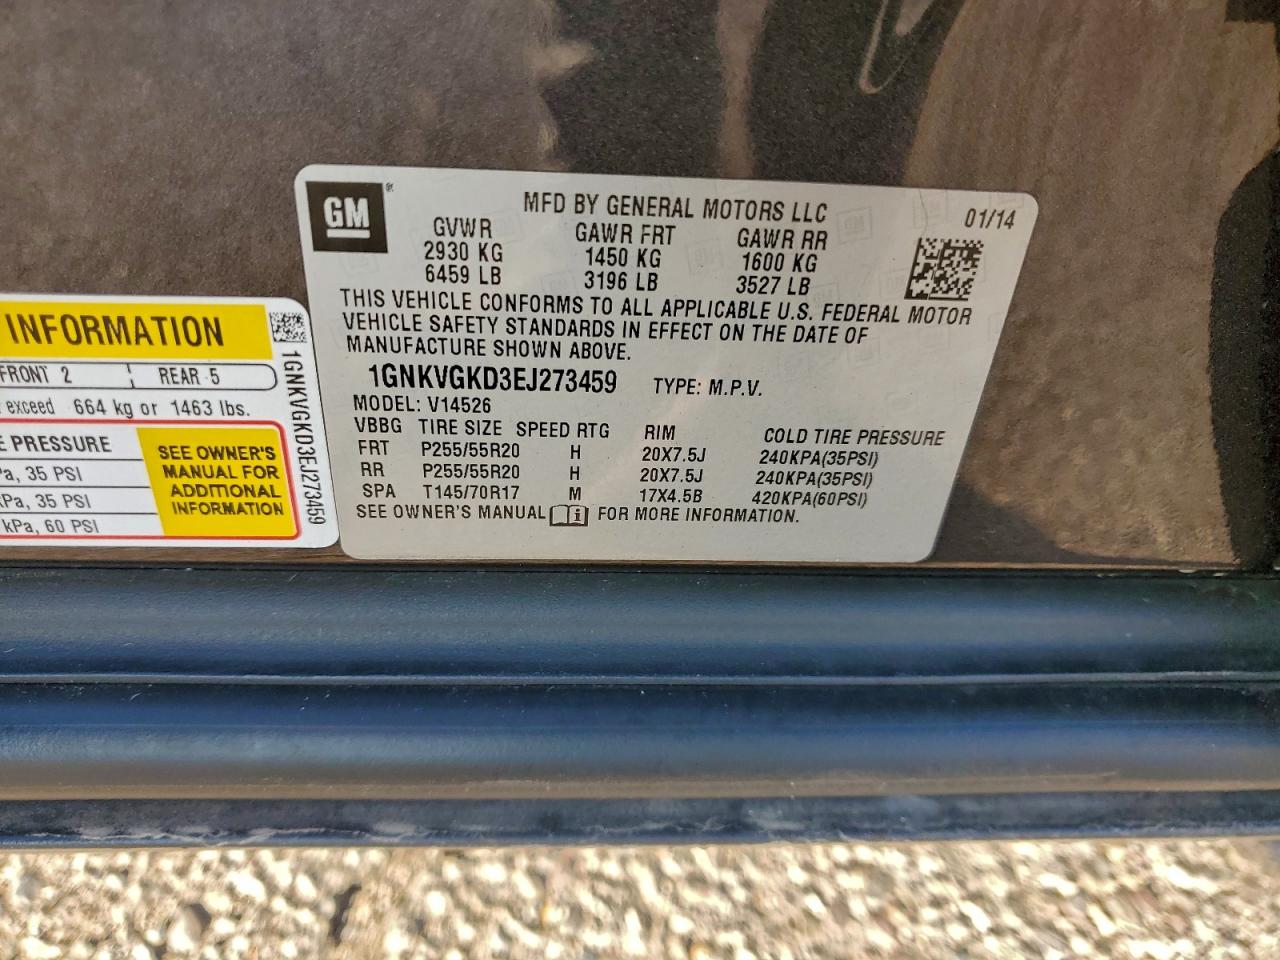 GM
MFD BY GENERAL MOTORS LLC
01/14
GVWR GAWR FRT GAWR RR
2930 KG 1450 KG 1600 KG
6459 LB 3196 LB 3527 LB
THIS VEHICLE CONFORMS TO ALL APPLICABLE U.S. FEDERAL MOTOR
VEHICLE SAFETY STANDARDS IN EFFECT ON THE DATE OF
MANUFACTURE SHOWN ABOVE.
1GNKVGKD3EJ273459 TYPE: M.P.V.
MODEL: V14526
VBBG TIRE SIZE SPEED RTG RIM COLD TIRE PRESSURE
FRT P255/55R20 H 20X7.5J 240KPA(35PSI)
RR P255/55R20 H 20X7.5J 240KPA(35PSI)
SPA T145/70R17 M 17X4.5B 420KPA(60PSI)
SEE OWNER'S MANUAL i FOR MORE INFORMATION.
INFORMATION
FRONT 2 REAR 5
exceed 664 kg or 1463 lbs.
PRESSURE
35 PSI
kPa, 35 PSI
kPa, 60 PSI
SEE OWNER'S
MANUAL FOR
ADDITIONAL
INFORMATION
1GNKVGKD3EJ273459